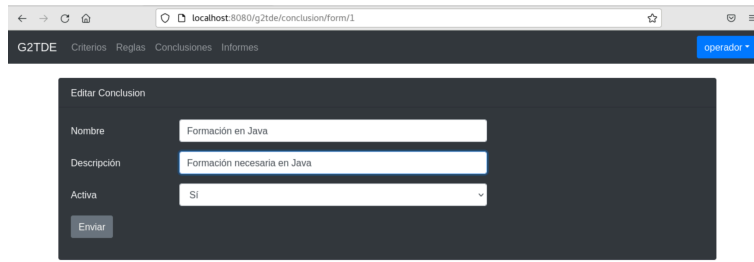 localhost:8080/g2tde/conclusion/form/1
G2TDE Criterios Reglas Conclusiones Informes operador
Editar Conclusion
Nombre Formación en Java
Descripción Formación necesaria en Java
Activa Sí
Enviar